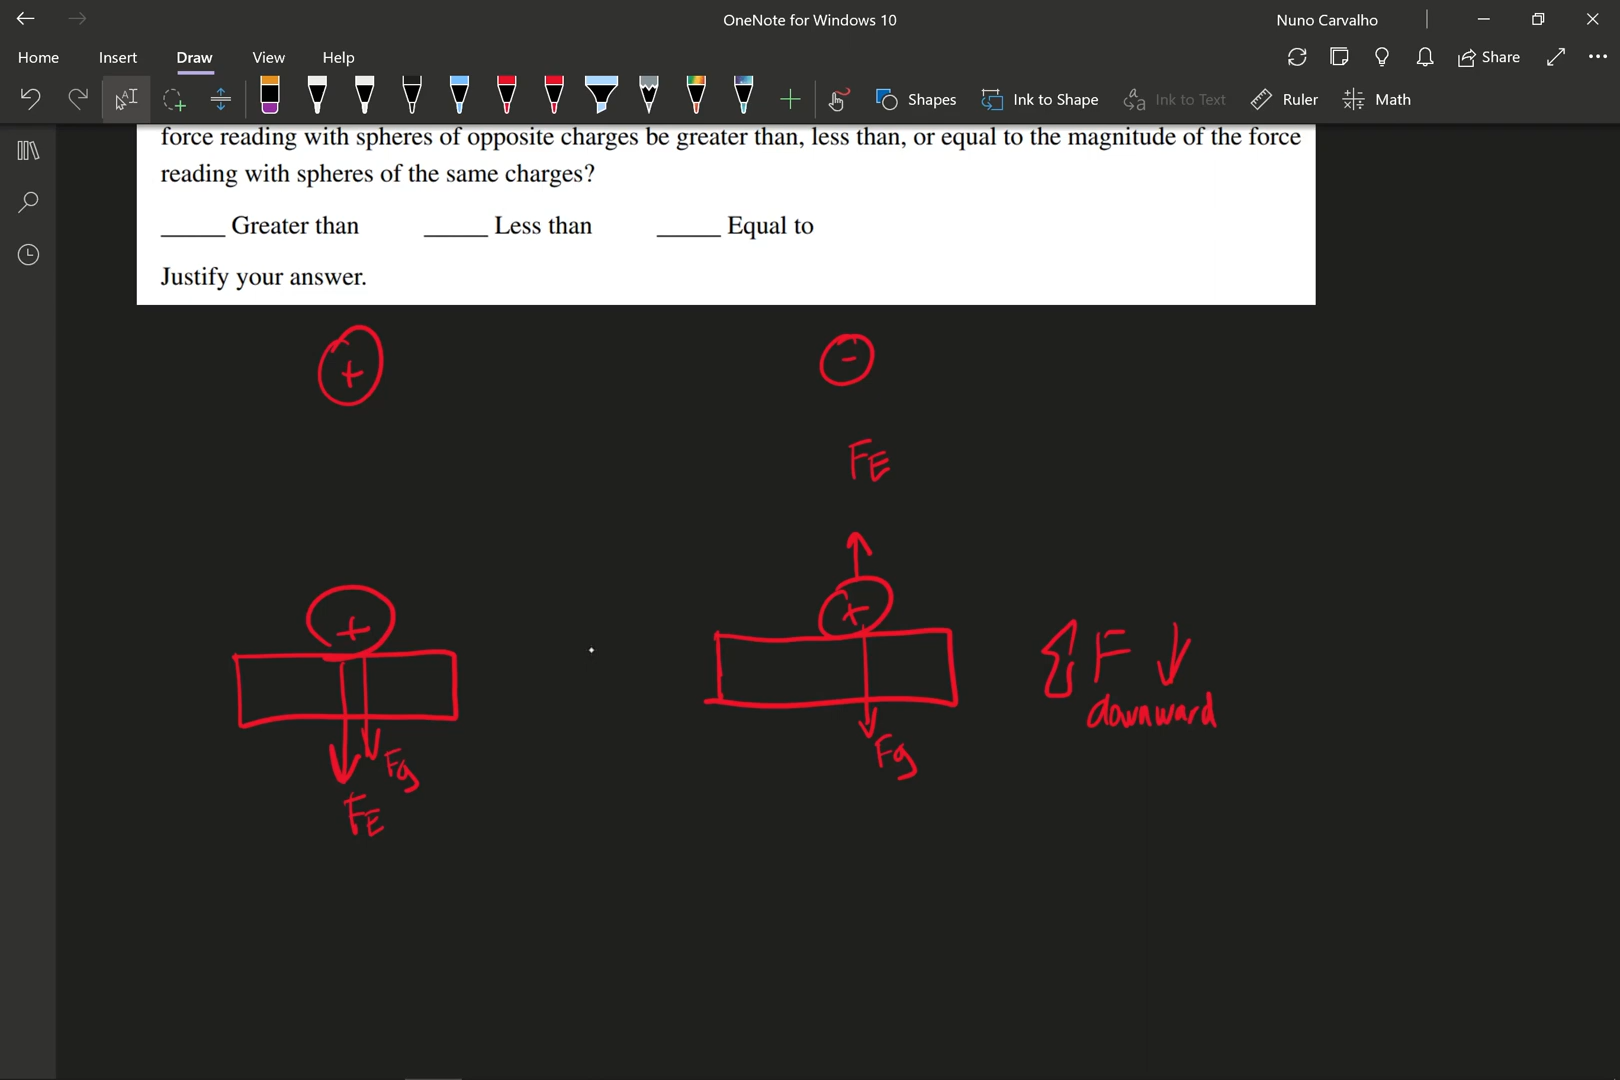 OneNote for Windows 10
Nuno Carvalho
Home Insert Draw View Help
Share
Shapes Ink to Shape Ink to Text Ruler Math
force reading with spheres of opposite charges be greater than, less than, or equal to the magnitude of the force
reading with spheres of the same charges?
_____ Greater than _____ Less than _____ Equal to
Justify your answer.
+ -
FE
+ +
ΣF ↓
downward
Fg Fg
FE